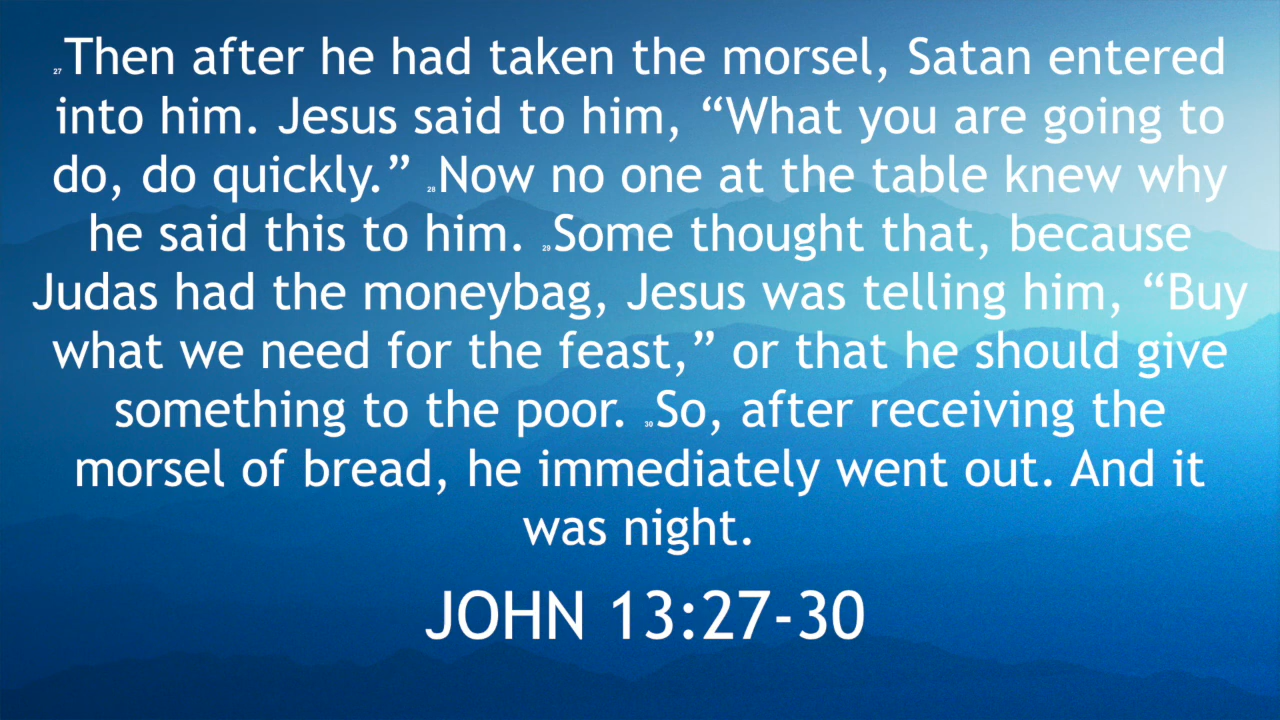 27Then after he had taken the morsel, Satan entered
into him. Jesus said to him, “What you are going to
do, do quickly.” 28Now no one at the table knew why
he said this to him. 29Some thought that, because
Judas had the moneybag, Jesus was telling him, “Buy
what we need for the feast,” or that he should give
something to the poor. 30So, after receiving the
morsel of bread, he immediately went out. And it
was night.
JOHN 13:27-30